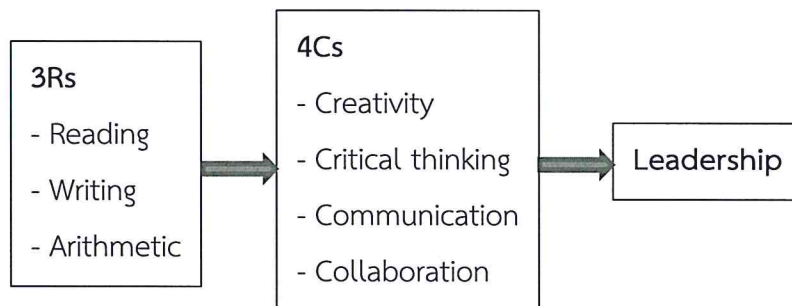 3Rs
- Reading
- Writing
- Arithmetic
4Cs
- Creativity
- Critical thinking
- Communication
- Collaboration
Leadership